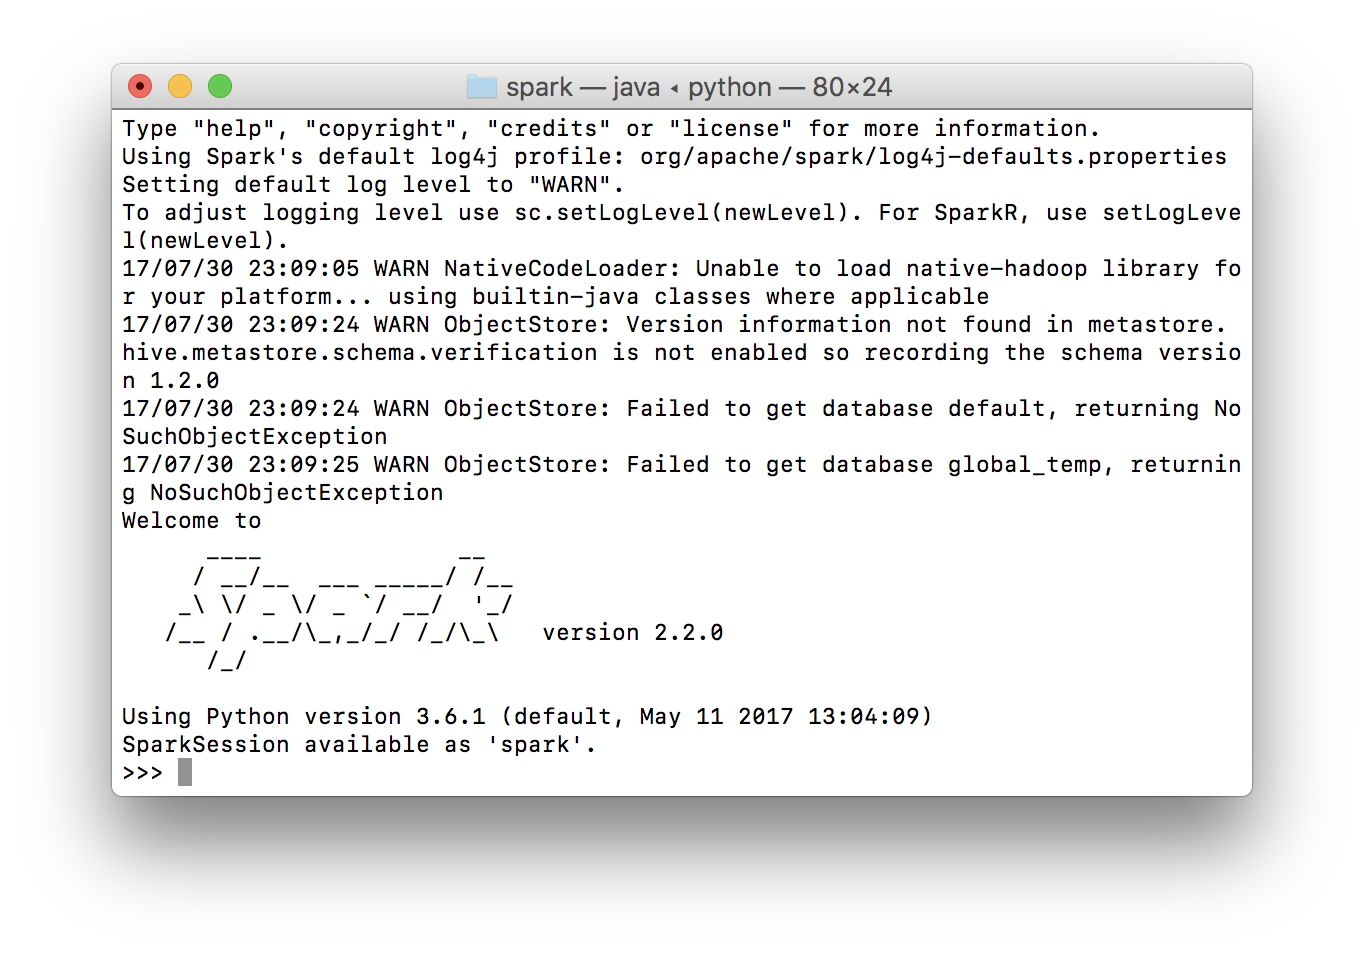 spark — java ◂ python — 80×24
Type "help", "copyright", "credits" or "license" for more information.
Using Spark's default log4j profile: org/apache/spark/log4j-defaults.properties
Setting default log level to "WARN".
To adjust logging level use sc.setLogLevel(newLevel). For SparkR, use setLogLeve
l(newLevel).
17/07/30 23:09:05 WARN NativeCodeLoader: Unable to load native-hadoop library fo
r your platform... using builtin-java classes where applicable
17/07/30 23:09:24 WARN ObjectStore: Version information not found in metastore.
hive.metastore.schema.verification is not enabled so recording the schema versio
n 1.2.0
17/07/30 23:09:24 WARN ObjectStore: Failed to get database default, returning No
SuchObjectException
17/07/30 23:09:25 WARN ObjectStore: Failed to get database global_temp, returnin
g NoSuchObjectException
Welcome to
      ____              __
     / __/__  ___ _____/ /__
    _\ \/ _ \/ _ `/ __/  '_/
   /__ / .__/\_,_/_/ /_/\_\   version 2.2.0
      /_/
Using Python version 3.6.1 (default, May 11 2017 13:04:09)
SparkSession available as 'spark'.
>>>